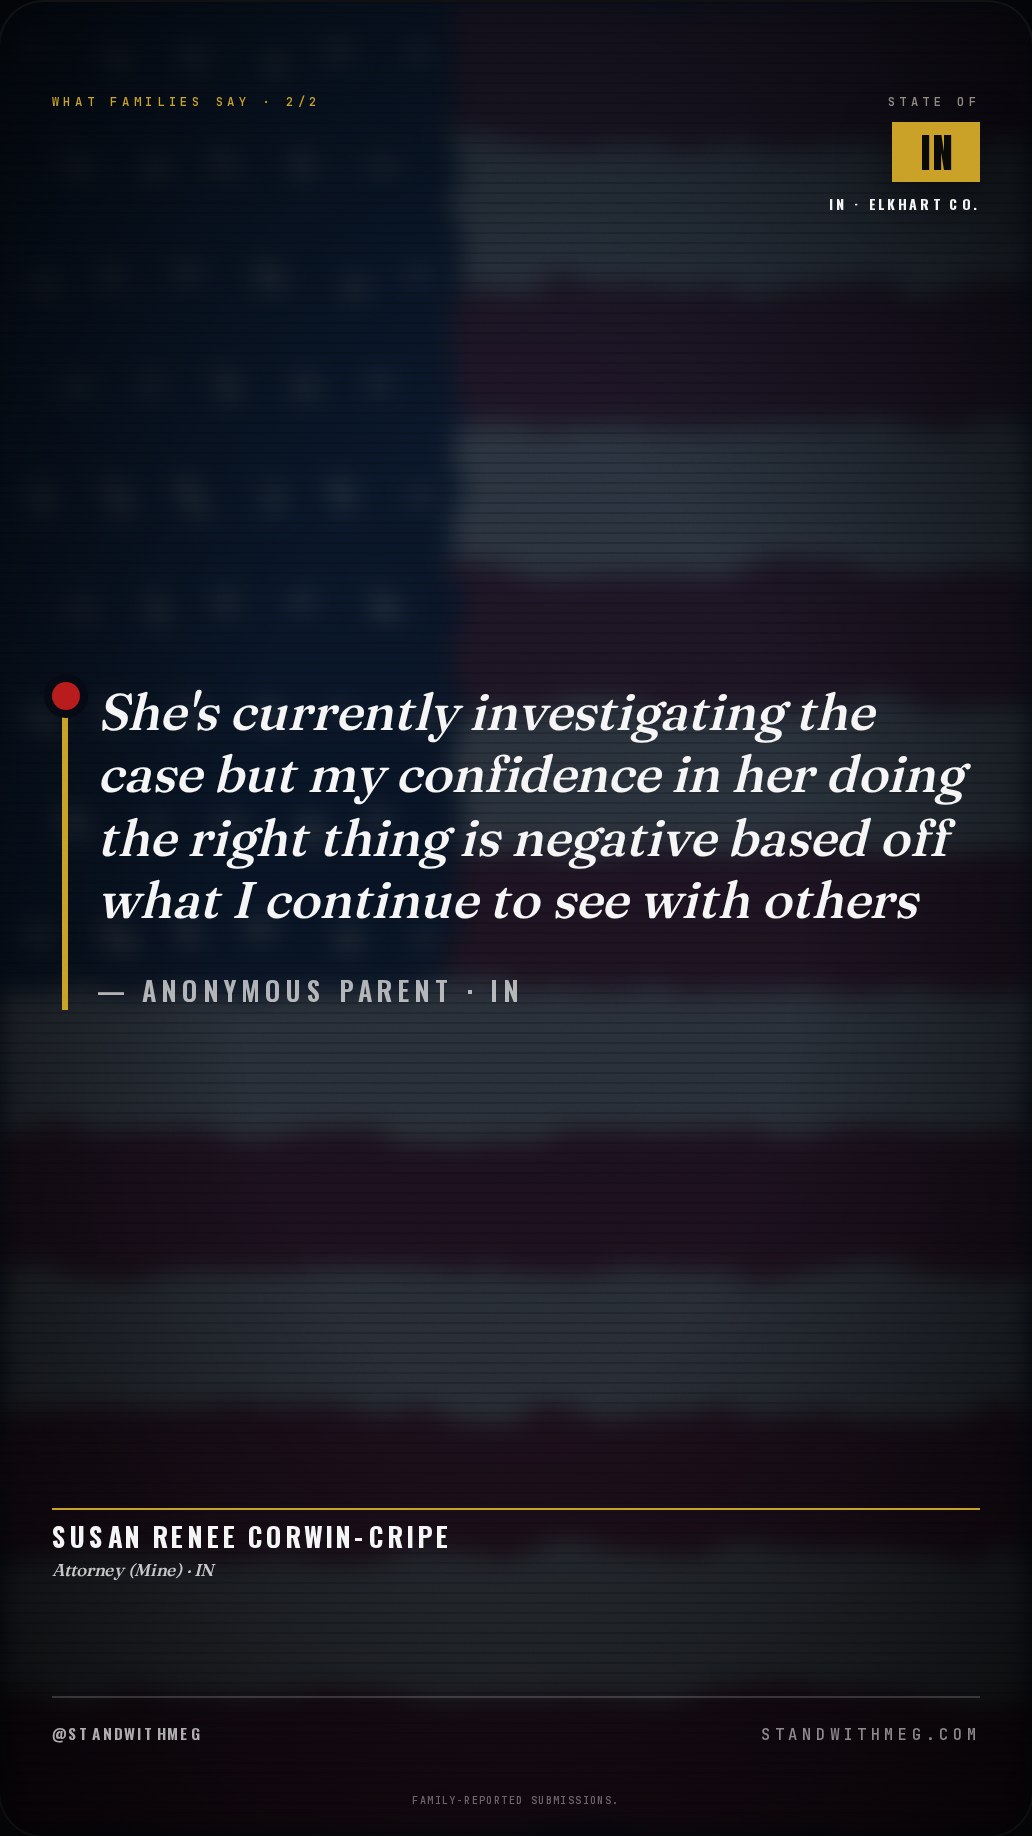 WHAT FAMILIES SAY · 2/2
STATE OF
IN
IN · ELKHART CO.
She's currently investigating the
case but my confidence in her doing
the right thing is negative based off
what I continue to see with others
— ANONYMOUS PARENT · IN
SUSAN RENEE CORWIN-CRIPE
Attorney (Mine) · IN
@STANDWITHMEG
STANDWITHMEG.COM
FAMILY-REPORTED SUBMISSIONS.